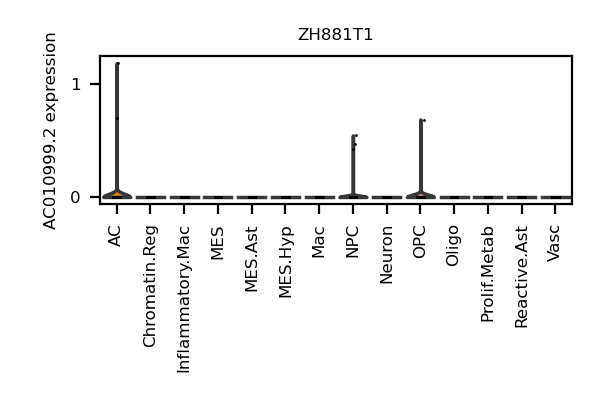 ZH881T1
AC010999.2 expression
1
0
AC
Chromatin.Reg
Inflammatory.Mac
MES
MES.Ast
MES.Hyp
Mac
NPC
Neuron
OPC
Oligo
Prolif.Metab
Reactive.Ast
Vasc